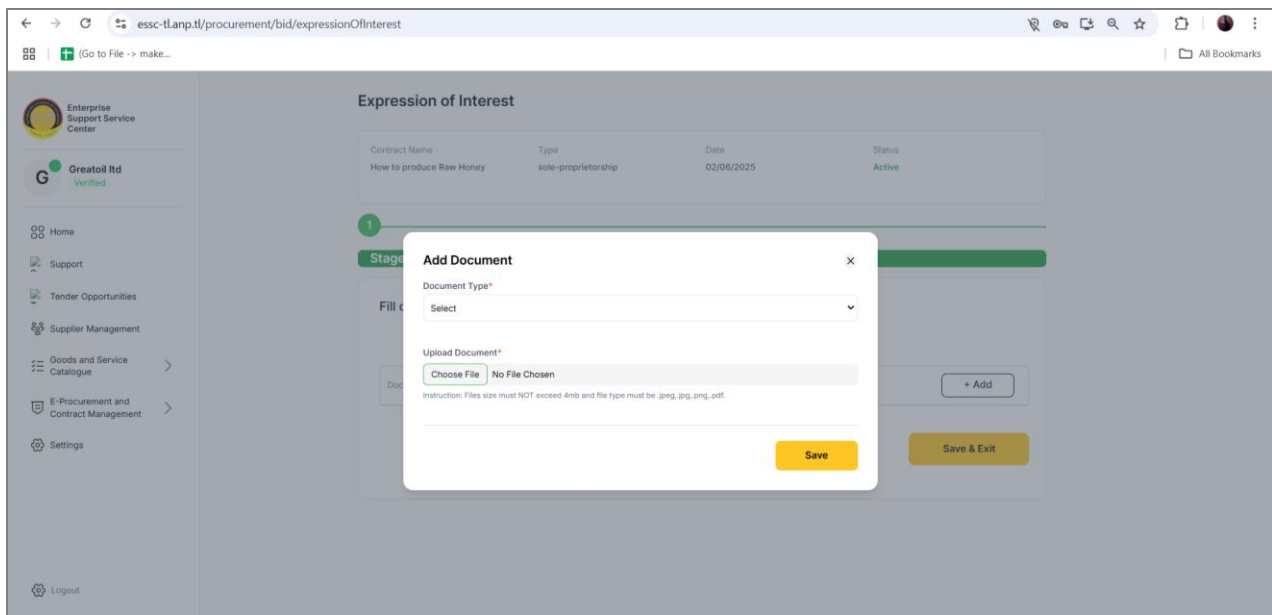 essc-tl.anp.tl/procurement/bid/expressionOfInterest
(Go to File -> make...
All Bookmarks
Enterprise
Support Service
Center
G
Greatoil ltd
Verified
Home
Support
Tender Opportunities
Supplier Management
Goods and Service
Catalogue
E-Procurement and
Contract Management
Settings
Logout
Expression of Interest
Contract Name Type Date Status
How to produce Raw Honey sole-proprietorship 02/06/2025 Active
1
Stage
Fill
Doc
+ Add
Save & Exit
Add Document
Document Type*
Select
Upload Document*
Choose File No File Chosen
Instruction: Files size must NOT exceed 4mb and file type must be .jpeg,.jpg,.png,.pdf.
Save